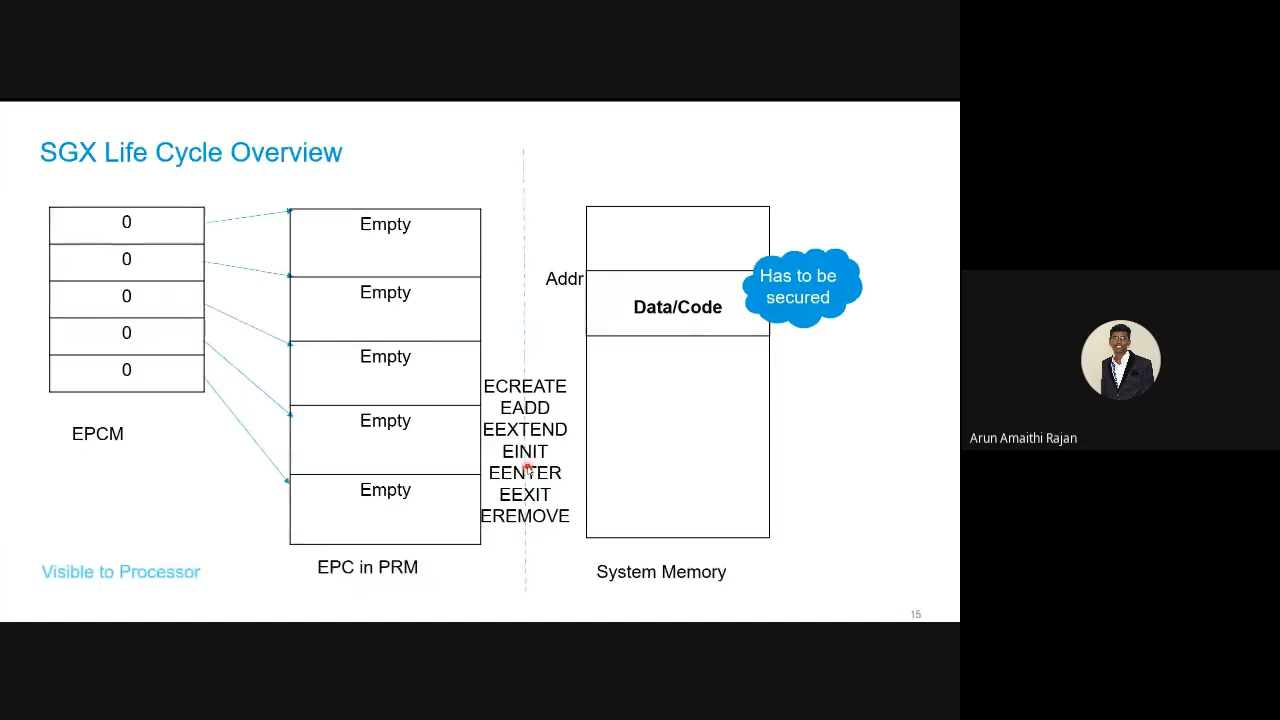 SGX Life Cycle Overview
0
0
0
0
0
EPCM
Visible to Processor
Empty
Empty
Empty
Empty
Empty
EPC in PRM
ECREATE
EADD
EEXTEND
EINIT
EENTER
EEXIT
EREMOVE
Addr
Data/Code
Has to be
secured
System Memory
15
Arun Amaithi Rajan